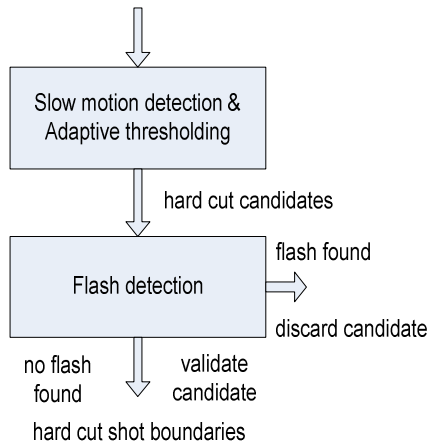 Slow motion detection &
Adaptive thresholding
hard cut candidates
flash found
Flash detection
discard candidate
no flash
found
validate
candidate
hard cut shot boundaries